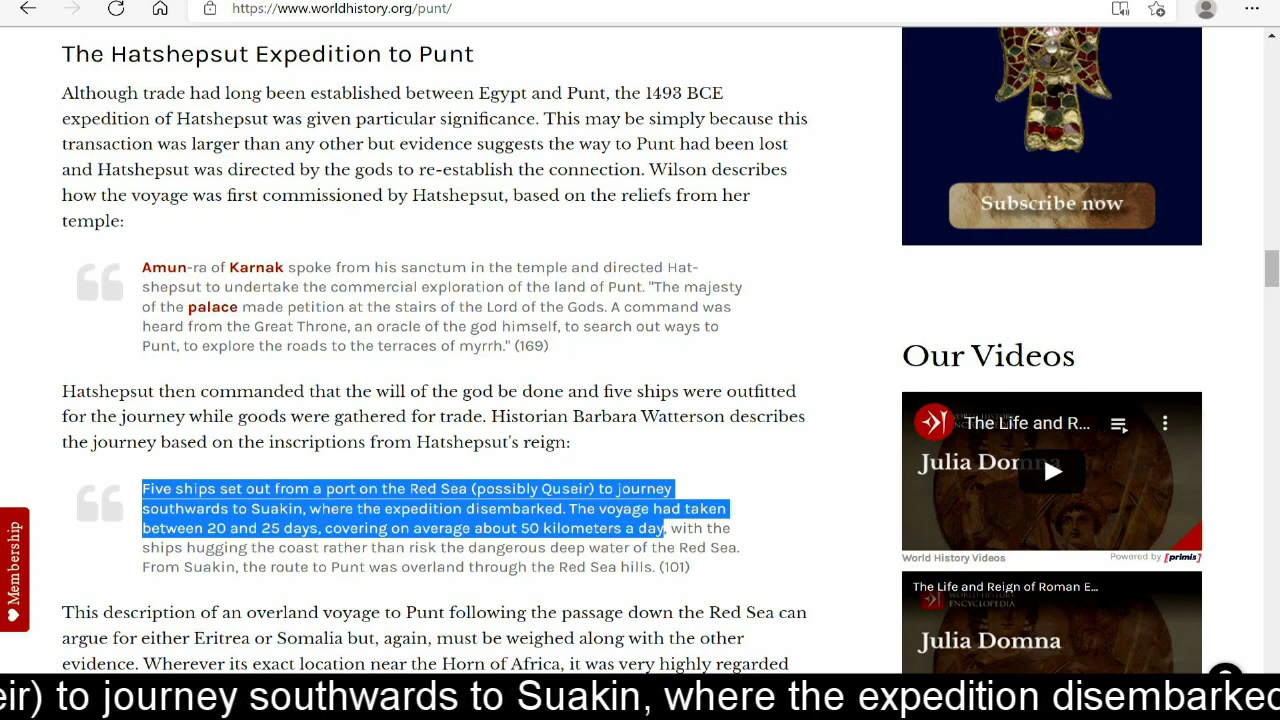 https://www.worldhistory.org/punt/
The Hatshepsut Expedition to Punt
Although trade had long been established between Egypt and Punt, the 1493 BCE
expedition of Hatshepsut was given particular significance. This may be simply because this
transaction was larger than any other but evidence suggests the way to Punt had been lost
and Hatshepsut was directed by the gods to re-establish the connection. Wilson describes
how the voyage was first commissioned by Hatshepsut, based on the reliefs from her
temple:
Amun-ra of Karnak spoke from his sanctum in the temple and directed Hat-
shepsut to undertake the commercial exploration of the land of Punt. "The majesty
of the palace made petition at the stairs of the Lord of the Gods. A command was
heard from the Great Throne, an oracle of the god himself, to search out ways to
Punt, to explore the roads to the terraces of myrrh." (169)
Hatshepsut then commanded that the will of the god be done and five ships were outfitted
for the journey while goods were gathered for trade. Historian Barbara Watterson describes
the journey based on the inscriptions from Hatshepsut's reign:
Five ships set out from a port on the Red Sea (possibly Quseir) to journey
southwards to Suakin, where the expedition disembarked. The voyage had taken
between 20 and 25 days, covering on average about 50 kilometers a day, with the
ships hugging the coast rather than risk the dangerous deep water of the Red Sea.
From Suakin, the route to Punt was overland through the Red Sea hills. (101)
This description of an overland voyage to Punt following the passage down the Red Sea can
argue for either Eritrea or Somalia but, again, must be weighed along with the other
evidence. Wherever its exact location near the Horn of Africa, it was very highly regarded
Membership
Subscribe now
Our Videos
The Life and R...
Julia Domna
World History Videos
Powered by primis
The Life and Reign of Roman E...
WORLD HISTORY
ENCYCLOPEDIA
Julia Domna
eir) to journey southwards to Suakin, where the expedition disembarked